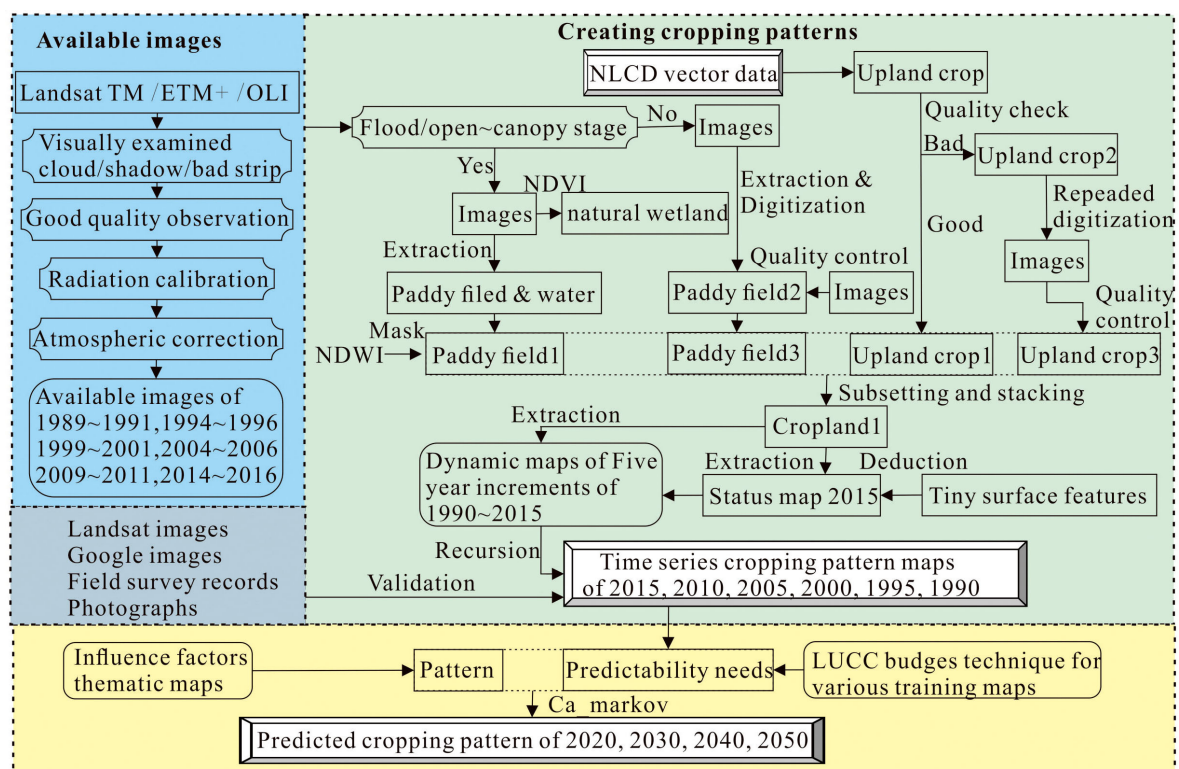 Available images
Landsat TM /ETM+ /OLI
Visually examined
cloud/shadow/bad strip
Good quality observation
Radiation calibration
Atmospheric correction
Available images of
1989~1991,1994~1996
1999~2001,2004~2006
2009~2011,2014~2016
Landsat images
Google images
Field survey records
Photographs
Creating cropping patterns
NLCD vector data
Upland crop
Quality check
Flood/open~canopy stage
No
Images
Bad
Upland crop2
Yes
NDVI
Images
natural wetland
Extraction &
Digitization
Good
Repeaded
digitization
Images
Extraction
Paddy filed & water
Quality control
Paddy field2
Images
Quality
control
Mask
NDWI
Paddy field1
Paddy field3
Upland crop1
Upland crop3
Subsetting and stacking
Extraction
Cropland1
Dynamic maps of Five
year increments of
1990~2015
Extraction
Deduction
Status map 2015
Tiny surface features
Recursion
Validation
Time series cropping pattern maps
of 2015, 2010, 2005, 2000, 1995, 1990
Influence factors
thematic maps
Pattern
Predictability needs
LUCC budges technique for
various training maps
Ca_markov
Predicted cropping pattern of 2020, 2030, 2040, 2050